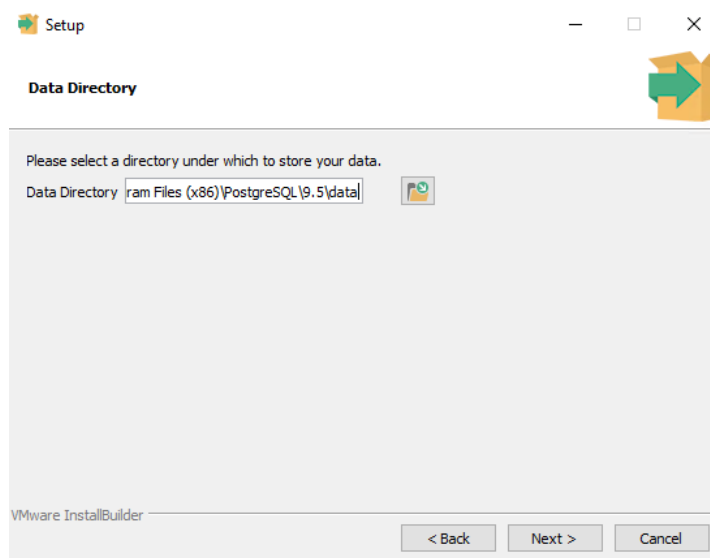 Setup
Data Directory
Please select a directory under which to store your data.
Data Directory ram Files (x86)\PostgreSQL\9.5\data
VMware InstallBuilder
< Back Next > Cancel